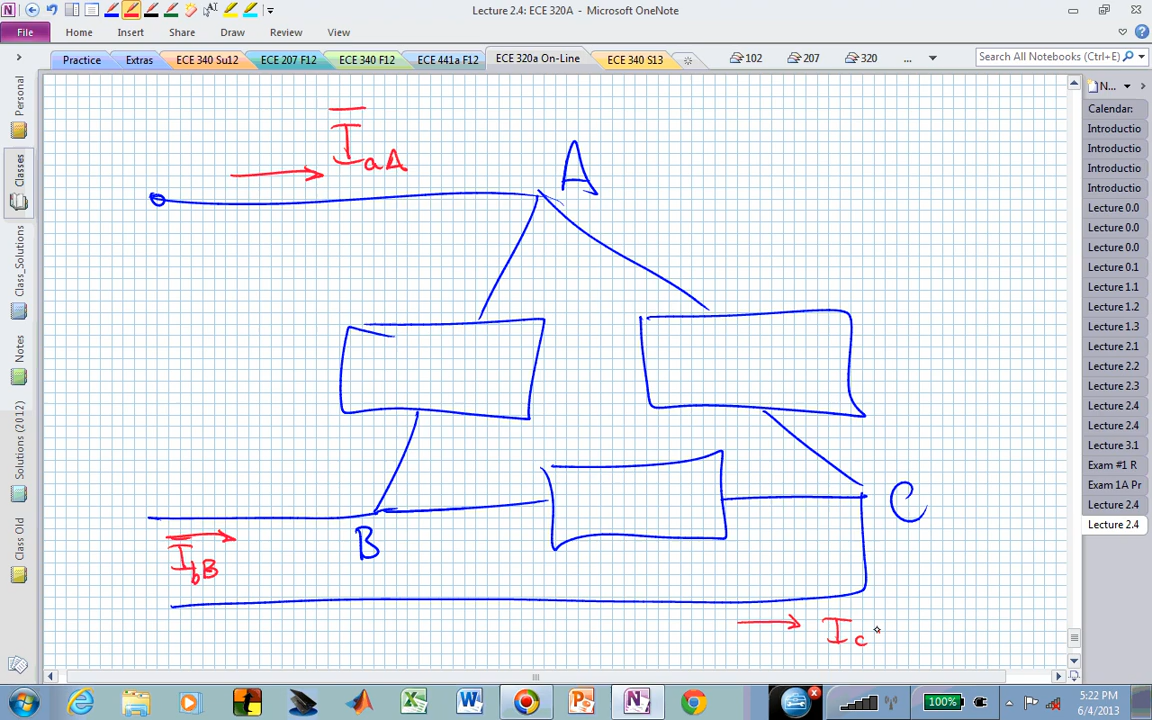 Lecture 2.4: ECE 320A - Microsoft OneNote
File Home Insert Share Draw Review View
Practice Extras ECE 340 Su12 ECE 207 F12 ECE 340 F12 ECE 441a F12 ECE 320a On-Line ECE 340 S13 102 207 320 ... Search All Notebooks (Ctrl+E)
N...
Personal
Classes
Class_Solutions
Notes
Solutions (2012)
Class Old
I aA
A
B
C
I bB
I c
Calendar:
Introductio
Introductio
Introductio
Introductio
Lecture 0.0
Lecture 0.0
Lecture 0.0
Lecture 0.1
Lecture 1.1
Lecture 1.2
Lecture 1.3
Lecture 2.1
Lecture 2.2
Lecture 2.3
Lecture 2.4
Lecture 2.4
Lecture 3.1
Exam #1 R
Exam 1A Pr
Lecture 2.4
Lecture 2.4
100%
5:22 PM
6/4/2013